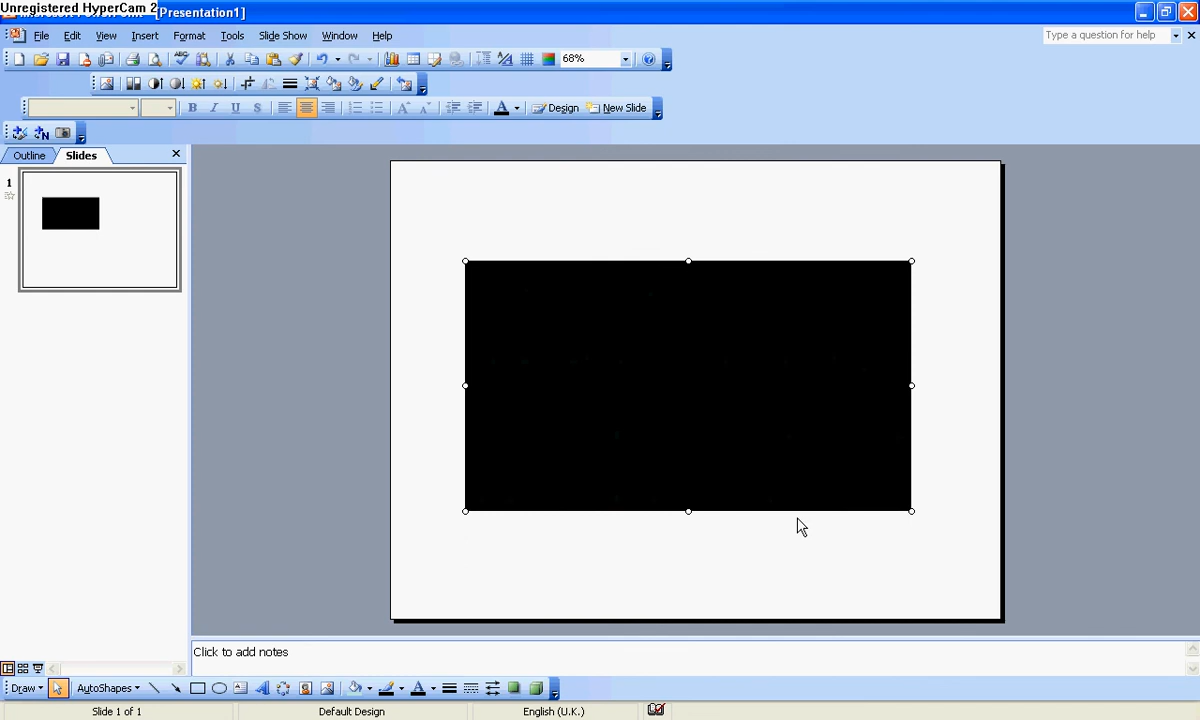 Unregistered HyperCam 2
[Presentation1]
File Edit View Insert Format Tools Slide Show Window Help
Type a question for help
68%
B I U S A A A Design New Slide
N
Outline Slides
1
Click to add notes
Draw AutoShapes A
Slide 1 of 1 Default Design English (U.K.)